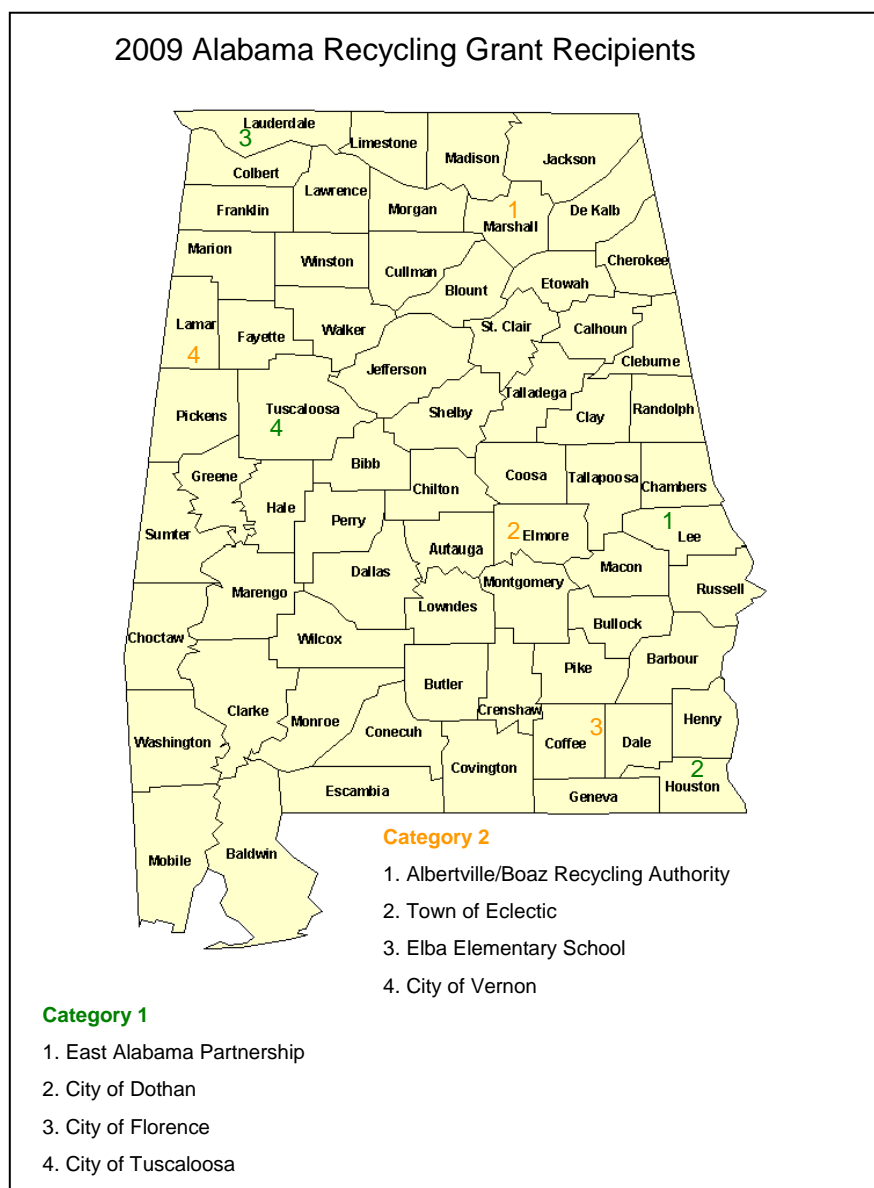 2009 Alabama Recycling Grant Recipients
Lauderdale
3
Limestone
Madison
Jackson
Colbert
Lawrence
Franklin
Morgan
1
Marshall
De Kalb
Marion
Winston
Cullman
Blount
Etowah
Cherokee
Lamar
4
Fayette
Walker
Jefferson
St. Clair
Calhoun
Cleburne
Pickens
Tuscaloosa
4
Shelby
Talladega
Clay
Randolph
Greene
Bibb
Chilton
Coosa
Tallapoosa
Chambers
Sumter
Hale
Perry
Autauga
2
Elmore
1
Lee
Marengo
Dallas
Lowndes
Montgomery
Macon
Russell
Choctaw
Wilcox
Bullock
Barbour
Clarke
Monroe
Butler
Crenshaw
Pike
Henry
Washington
Conecuh
Covington
3
Coffee
Dale
2
Houston
Escambia
Geneva
Mobile
Baldwin
Category 2
1. Albertville/Boaz Recycling Authority
2. Town of Eclectic
3. Elba Elementary School
4. City of Vernon
Category 1
1. East Alabama Partnership
2. City of Dothan
3. City of Florence
4. City of Tuscaloosa